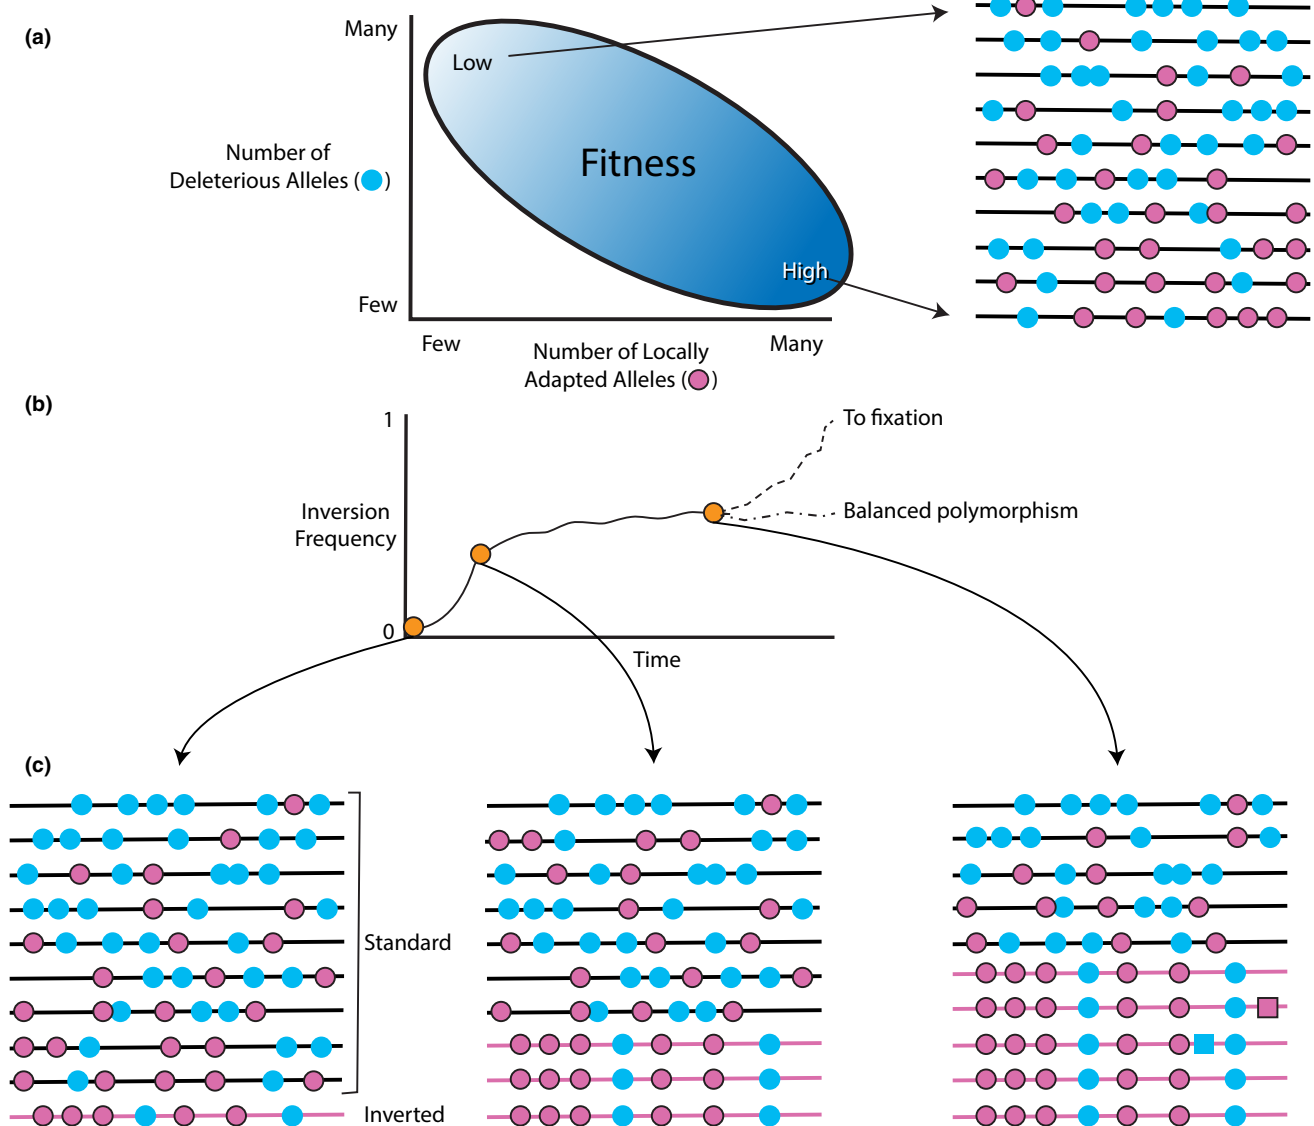 (a)
Many
Low
Number of
Deleterious Alleles ( )
Fitness
High
Few
Few
Many
Number of Locally
Adapted Alleles ( )
(b)
1
To fixation
Inversion
Frequency
Balanced polymorphism
0
Time
(c)
Standard
Inverted